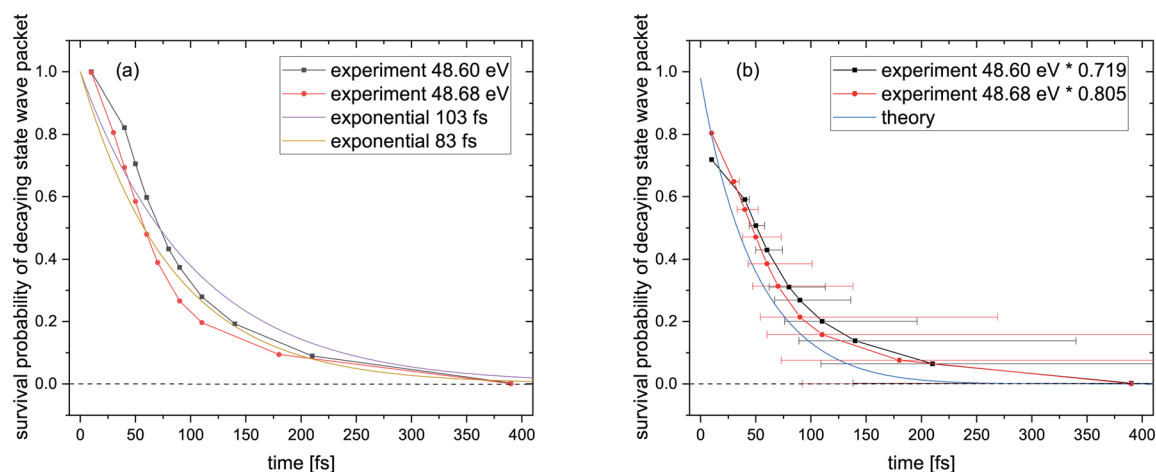 survival probability of decaying state wave packet
1.0
0.8
0.6
0.4
0.2
0.0
(a)
experiment 48.60 eV
experiment 48.68 eV
exponential 103 fs
exponential 83 fs
0 50 100 150 200 250 300 350 400
time [fs]
survival probability of decaying state wave packet
1.0
0.8
0.6
0.4
0.2
0.0
(b)
experiment 48.60 eV * 0.719
experiment 48.68 eV * 0.805
theory
0 50 100 150 200 250 300 350 400
time [fs]